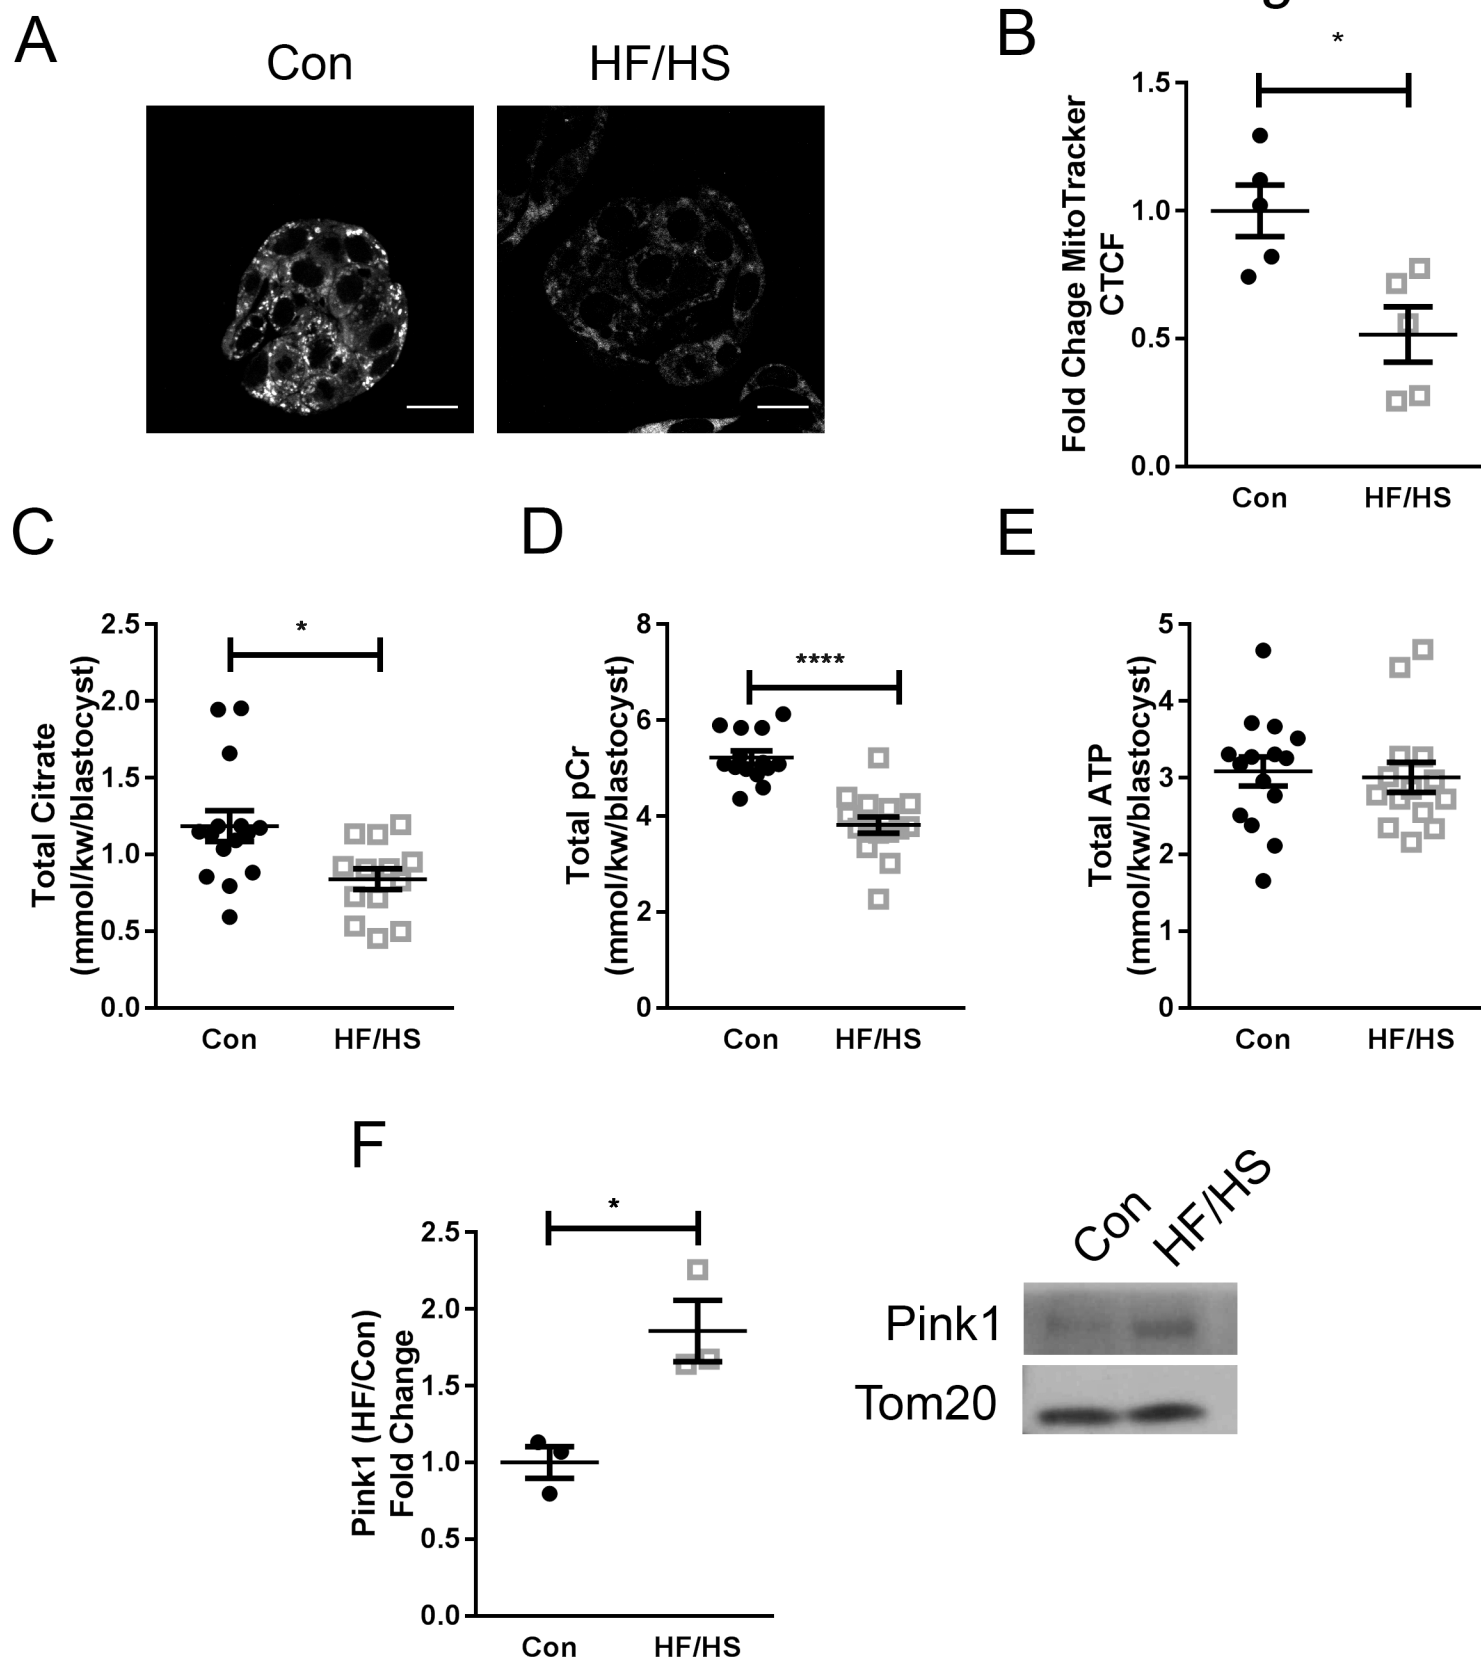 A
Con
HF/HS
B
*
Fold Chage MitoTracker
CTCF
1.5
1.0
0.5
0.0
Con
HF/HS
C
Total Citrate
(mmol/kw/blastocyst)
2.5
2.0
1.5
1.0
0.5
0.0
*
Con
HF/HS
D
Total pCr
(mmol/kw/blastocyst)
8
6
4
2
0
****
Con
HF/HS
E
Total ATP
(mmol/kw/blastocyst)
5
4
3
2
1
0
Con
HF/HS
F
Pink1 (HF/Con)
Fold Change
2.5
2.0
1.5
1.0
0.5
0.0
*
Con
HF/HS
Con
HF/HS
Pink1
Tom20